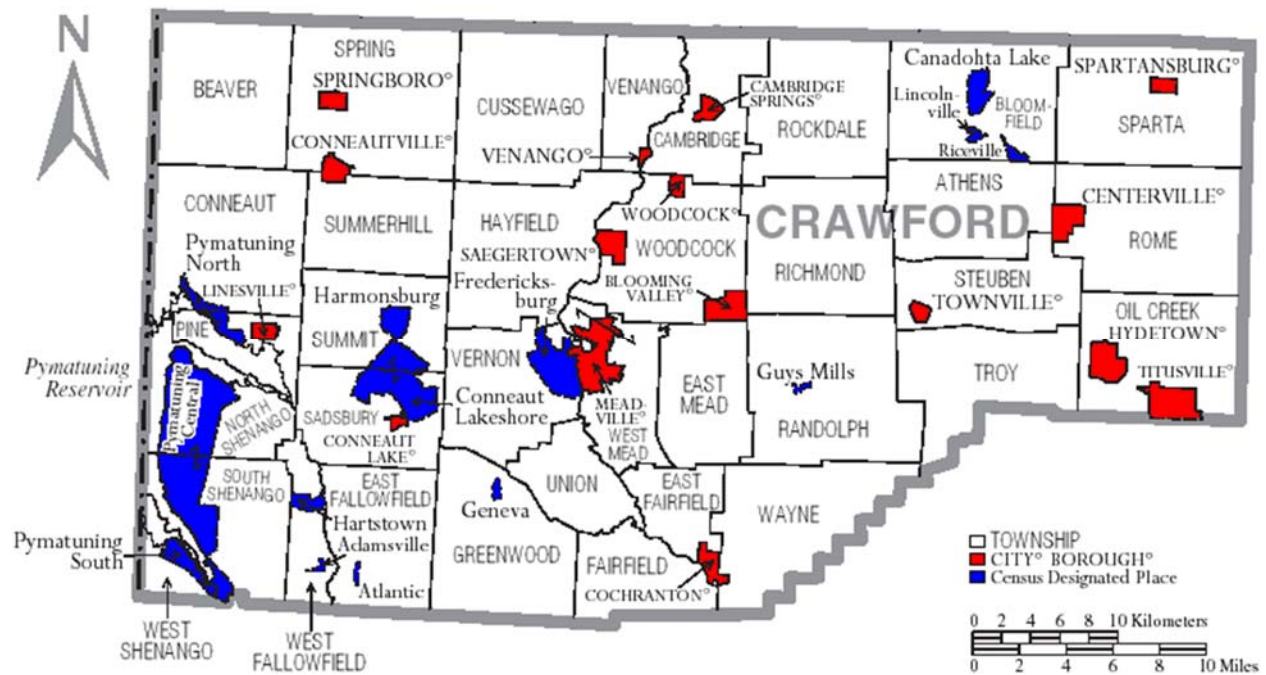 N
SPRING
SPRINGBORO°
BEAVER
CONNEAUTVILLE°
CUSSEWAGO
VENANGO
VENANGO°
CAMBRIDGE
SPRINGS°
CAMBRIDGE
ROCKDALE
Canadohta Lake
Lincoln-
ville
BLOOM-
FIELD
Riceville
SPARTANSBURG°
SPARTA
CONNEAUT
SUMMERHILL
HAYFIELD
WOODCOCK°
SAEGERTOWN°
WOODCOCK
CRAWFORD
ATHENS
CENTERVILLE°
ROME
Pymatuning
North
LINESVILLE°
Harmonsburg
Fredericks-
burg
BLOOMING
VALLEY°
RICHMOND
STEUBEN
TOWNVILLE°
OIL CREEK
HYDETOWN°
PINE
SUMMIT
VERNON
Pymatuning
Reservoir
Pymatuning
Central
NORTH
SHENANGO
SADSBURY
Conneaut
Lakeshore
CONNEAUT
LAKE°
MEAD-
VILLE°
WEST
MEAD
EAST
MEAD
Guys Mills
RANDOLPH
TROY
TITUSVILLE°
SOUTH
SHENANGO
EAST
FALLOWFIELD
Hartstown
Adamsville
Atlantic
Geneva
GREENWOOD
UNION
EAST
FAIRFIELD
FAIRFIELD
COCHRANTON°
WAYNE
Pymatuning
South
WEST
SHENANGO
WEST
FALLOWFIELD
TOWNSHIP
CITY° BOROUGH°
Census Designated Place
0 2 4 6 8 10 Kilometers
0 2 4 6 8 10 Miles